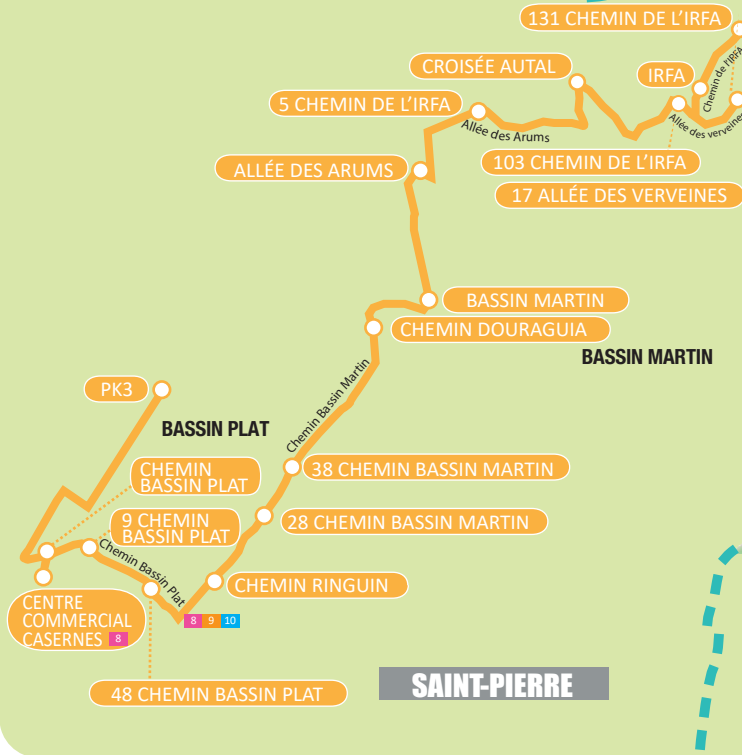 131 CHEMIN DE L'IRFA
CROISÉE AUTAL
IRFA
Chemin de l'IRFA
5 CHEMIN DE L'IRFA
Allée des Arums
Allée des verveines
ALLÉE DES ARUMS
103 CHEMIN DE L'IRFA
17 ALLÉE DES VERVEINES
BASSIN MARTIN
CHEMIN DOURAGUIA
BASSIN MARTIN
Chemin Bassin Martin
PK3
BASSIN PLAT
CHEMIN
BASSIN PLAT
38 CHEMIN BASSIN MARTIN
9 CHEMIN
BASSIN PLAT
28 CHEMIN BASSIN MARTIN
Chemin Bassin Plat
CHEMIN RINGUIN
CENTRE
COMMERCIAL
CASERNES 8
8 9 10
48 CHEMIN BASSIN PLAT
SAINT-PIERRE